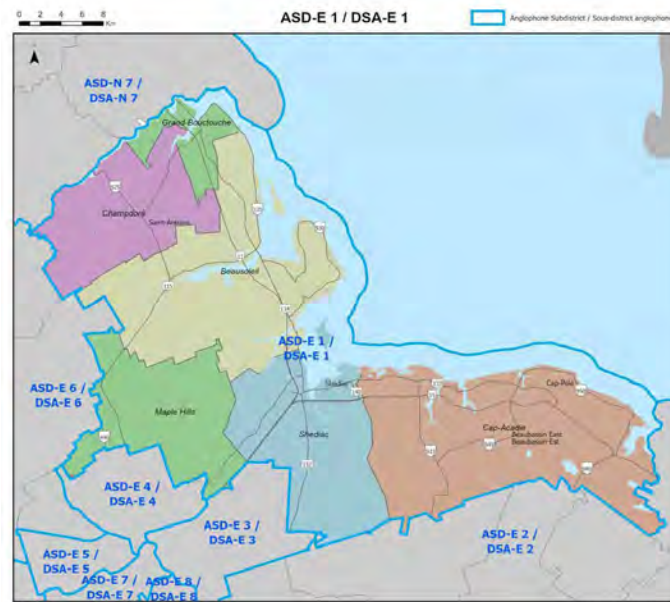 0 2 4 8
Km
ASD-E 1 / DSA-E 1
Anglophone Subdistrict / Sous-district anglophone
ASD-N 7 /
DSA-N 7
Grand-Bouctouche
Champdoré
Saint-Antoine
Beausoleil
ASD-E 1 /
DSA-E 1
ASD-E 6 /
DSA-E 6
Maple Hills
Shediac
Cap-Pelé
Shediac
Cap-Acadie
Beaubassin East
Beaubassin-Est
ASD-E 4 /
DSA-E 4
ASD-E 3 /
DSA-E 3
ASD-E 2 /
DSA-E 2
ASD-E 5 /
DSA-E 5
ASD-E 7 /
DSA-E 7
ASD-E 8 /
DSA-E 8